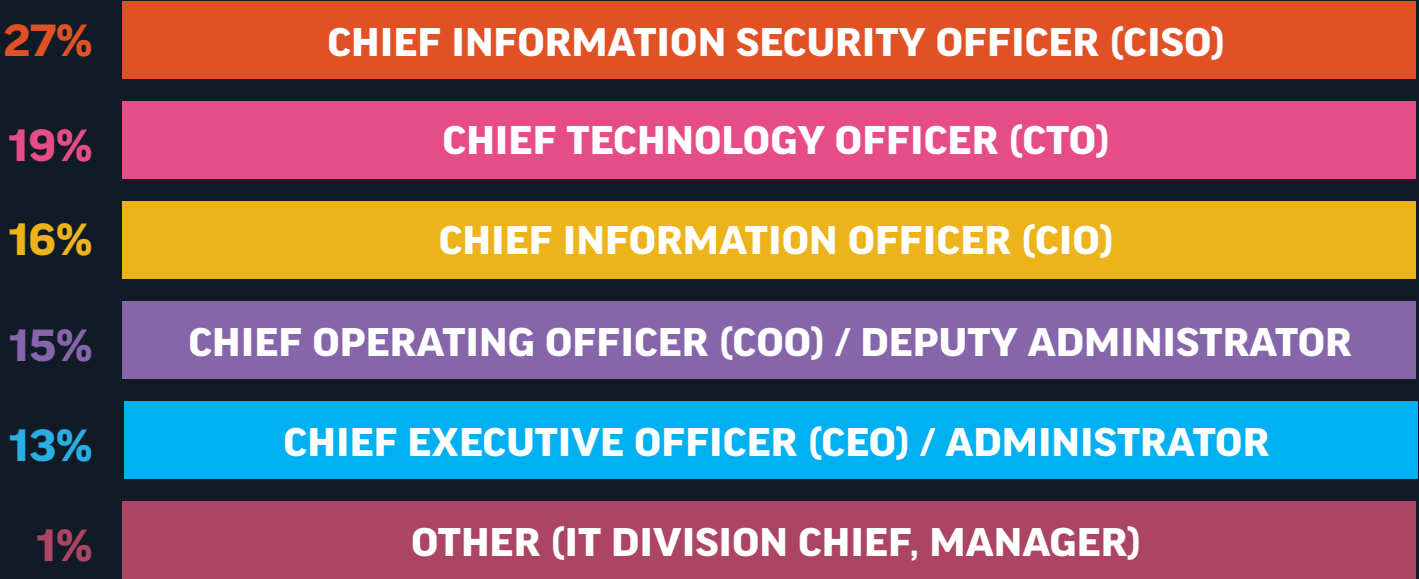 27% CHIEF INFORMATION SECURITY OFFICER (CISO)
19% CHIEF TECHNOLOGY OFFICER (CTO)
16% CHIEF INFORMATION OFFICER (CIO)
15% CHIEF OPERATING OFFICER (COO) / DEPUTY ADMINISTRATOR
13% CHIEF EXECUTIVE OFFICER (CEO) / ADMINISTRATOR
1% OTHER (IT DIVISION CHIEF, MANAGER)